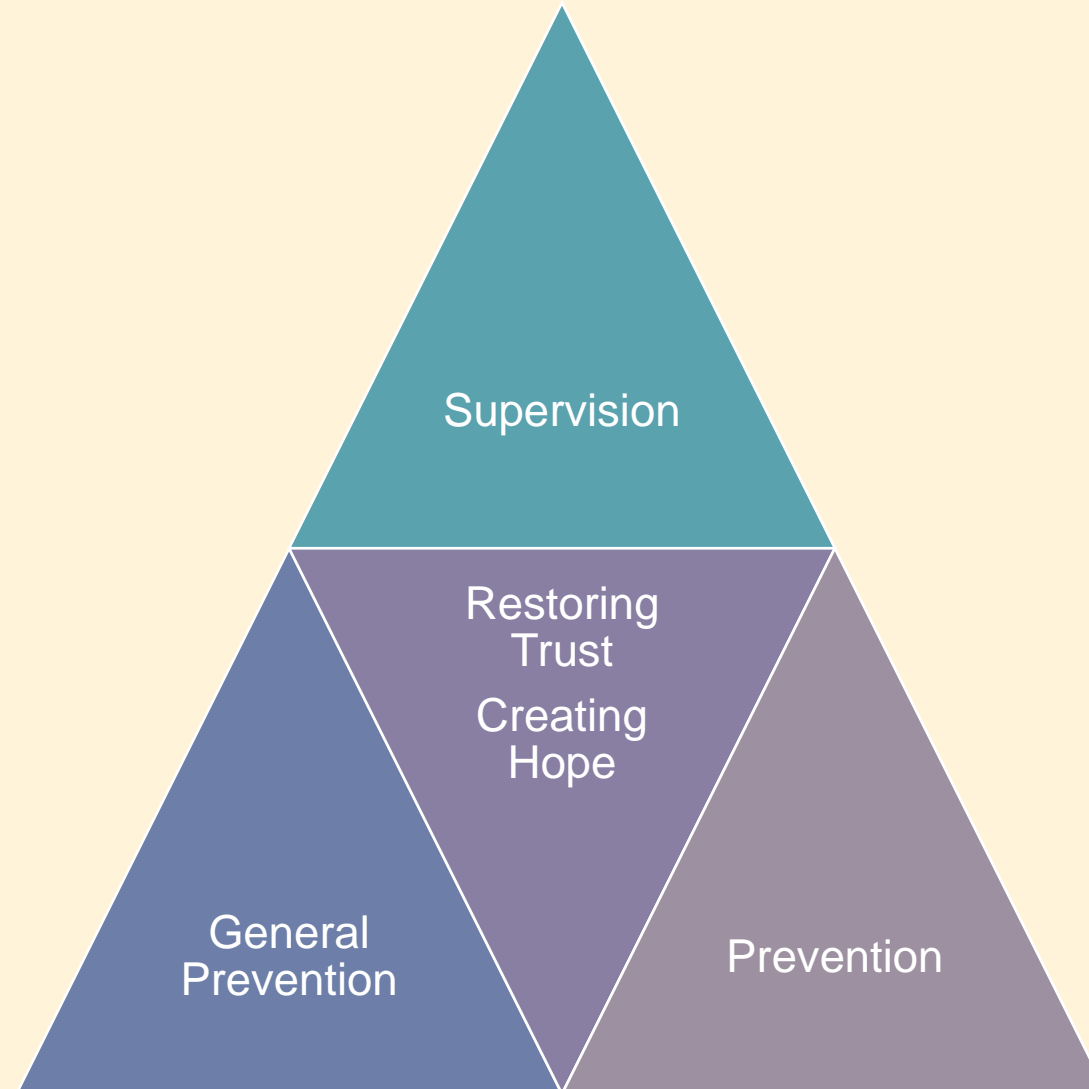 Supervision
Restoring
Trust
Creating
Hope
General
Prevention
Prevention